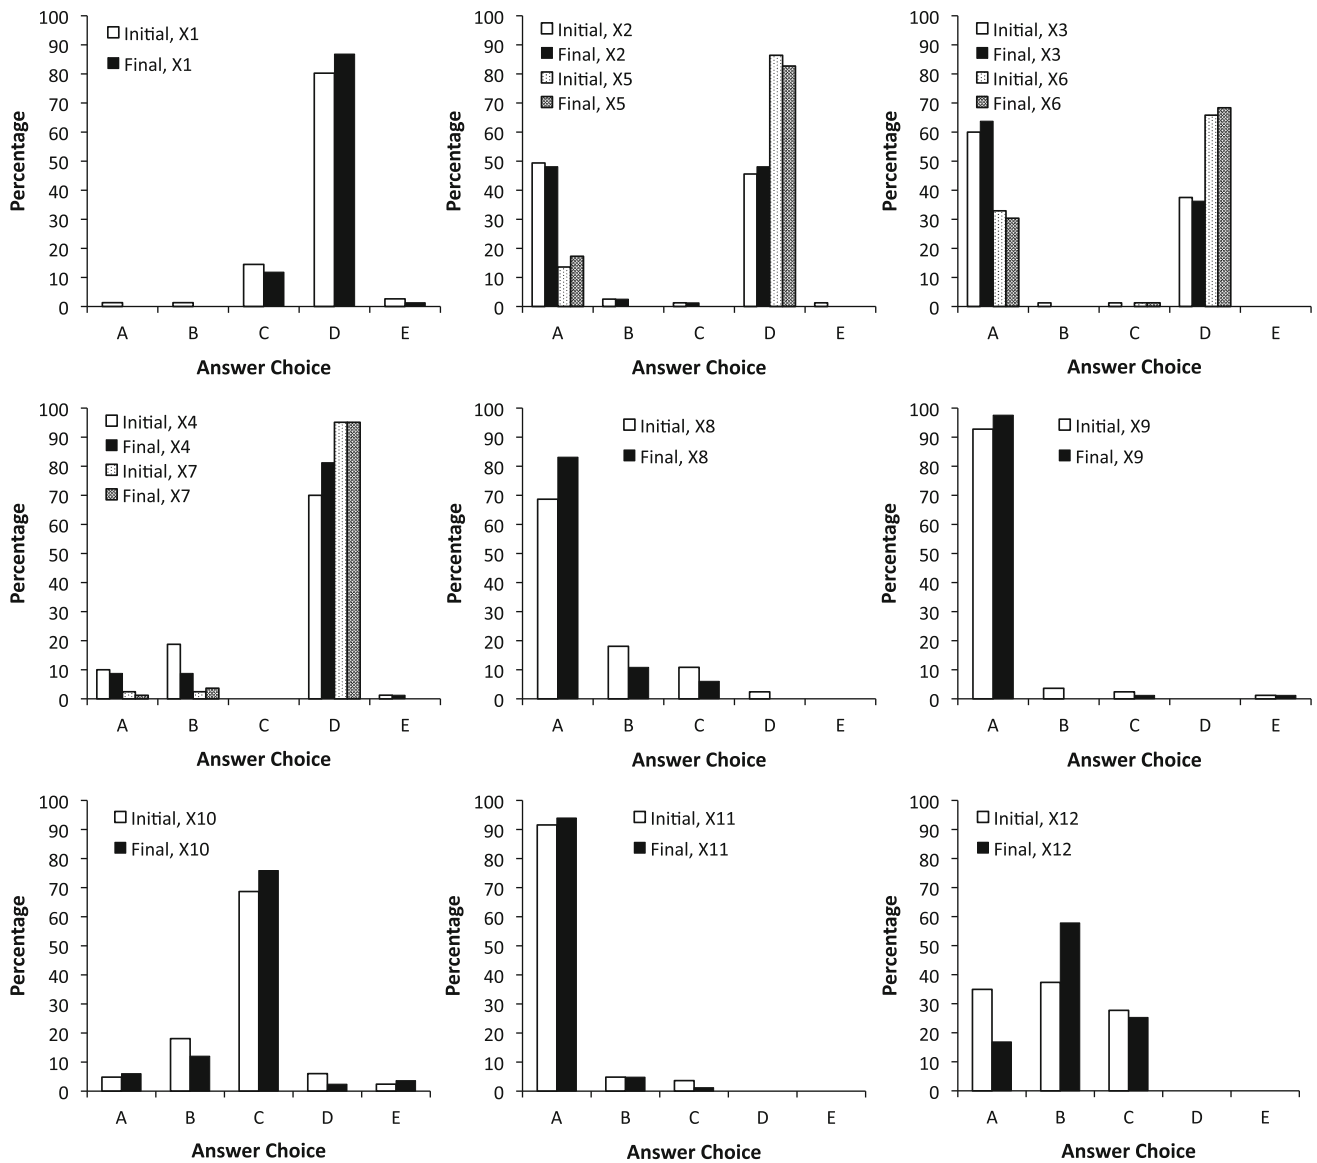 100
90
80
70
60
50
40
30
20
10
0
Percentage
Initial, X1
Final, X1
A B C D E
Answer Choice
100
90
80
70
60
50
40
30
20
10
0
Percentage
Initial, X2
Final, X2
Initial, X5
Final, X5
A B C D E
Answer Choice
100
90
80
70
60
50
40
30
20
10
0
Percentage
Initial, X3
Final, X3
Initial, X6
Final, X6
A B C D E
Answer Choice
100
90
80
70
60
50
40
30
20
10
0
Percentage
Initial, X4
Final, X4
Initial, X7
Final, X7
A B C D E
Answer Choice
100
90
80
70
60
50
40
30
20
10
0
Percentage
Initial, X8
Final, X8
A B C D E
Answer Choice
100
90
80
70
60
50
40
30
20
10
0
Percentage
Initial, X9
Final, X9
A B C D E
Answer Choice
100
90
80
70
60
50
40
30
20
10
0
Percentage
Initial, X10
Final, X10
A B C D E
Answer Choice
100
90
80
70
60
50
40
30
20
10
0
Percentage
Initial, X11
Final, X11
A B C D E
Answer Choice
100
90
80
70
60
50
40
30
20
10
0
Percentage
Initial, X12
Final, X12
A B C D E
Answer Choice